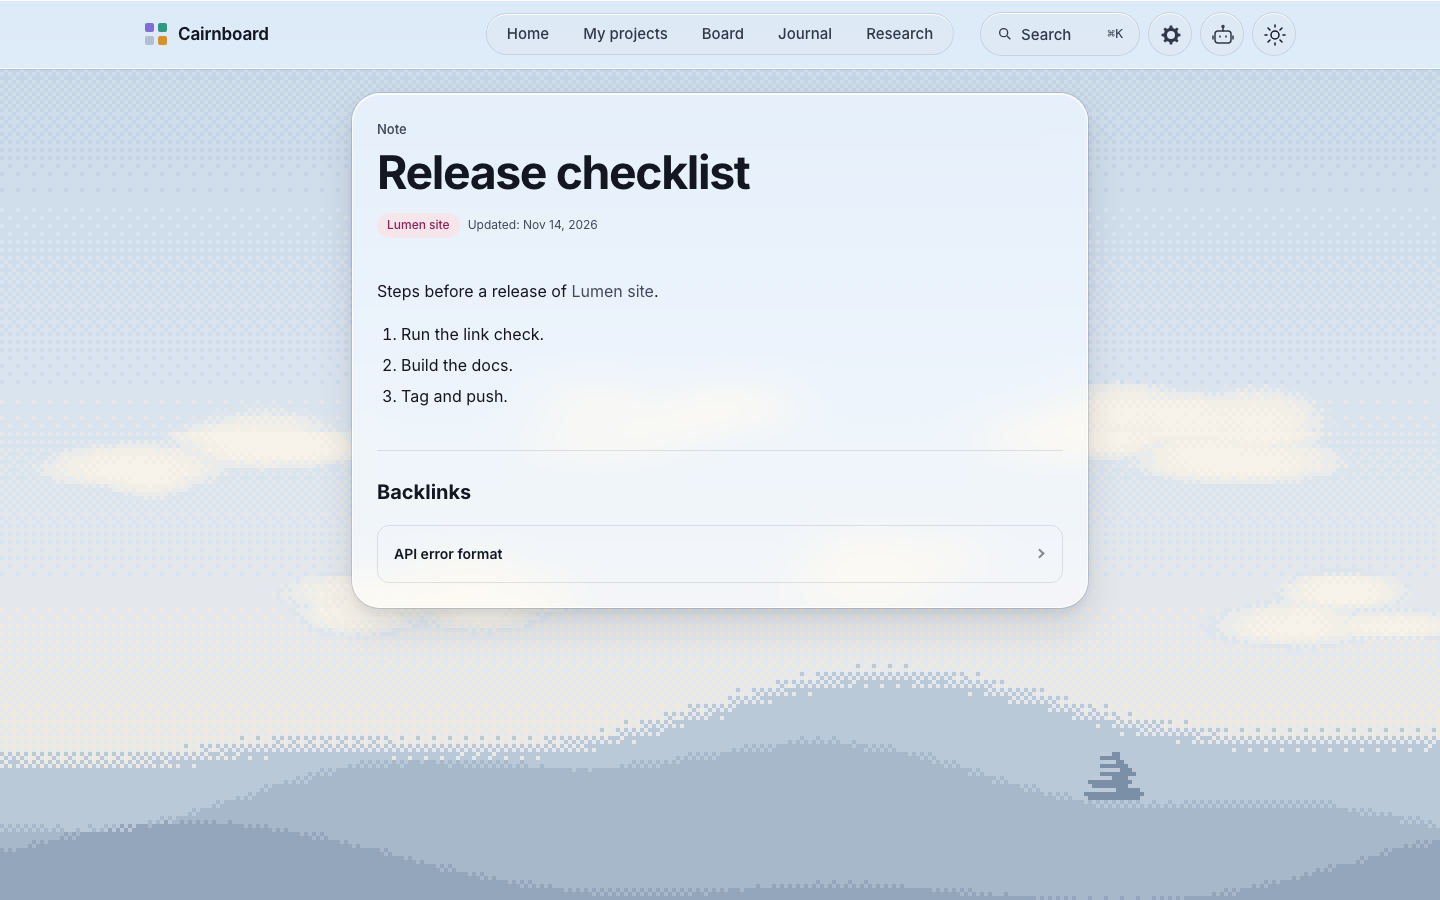 Cairnboard
Home My projects Board Journal Research
Search ⌘K
Note
Release checklist
Lumen site Updated: Nov 14, 2026
Steps before a release of Lumen site.
1. Run the link check.
2. Build the docs.
3. Tag and push.
Backlinks
API error format